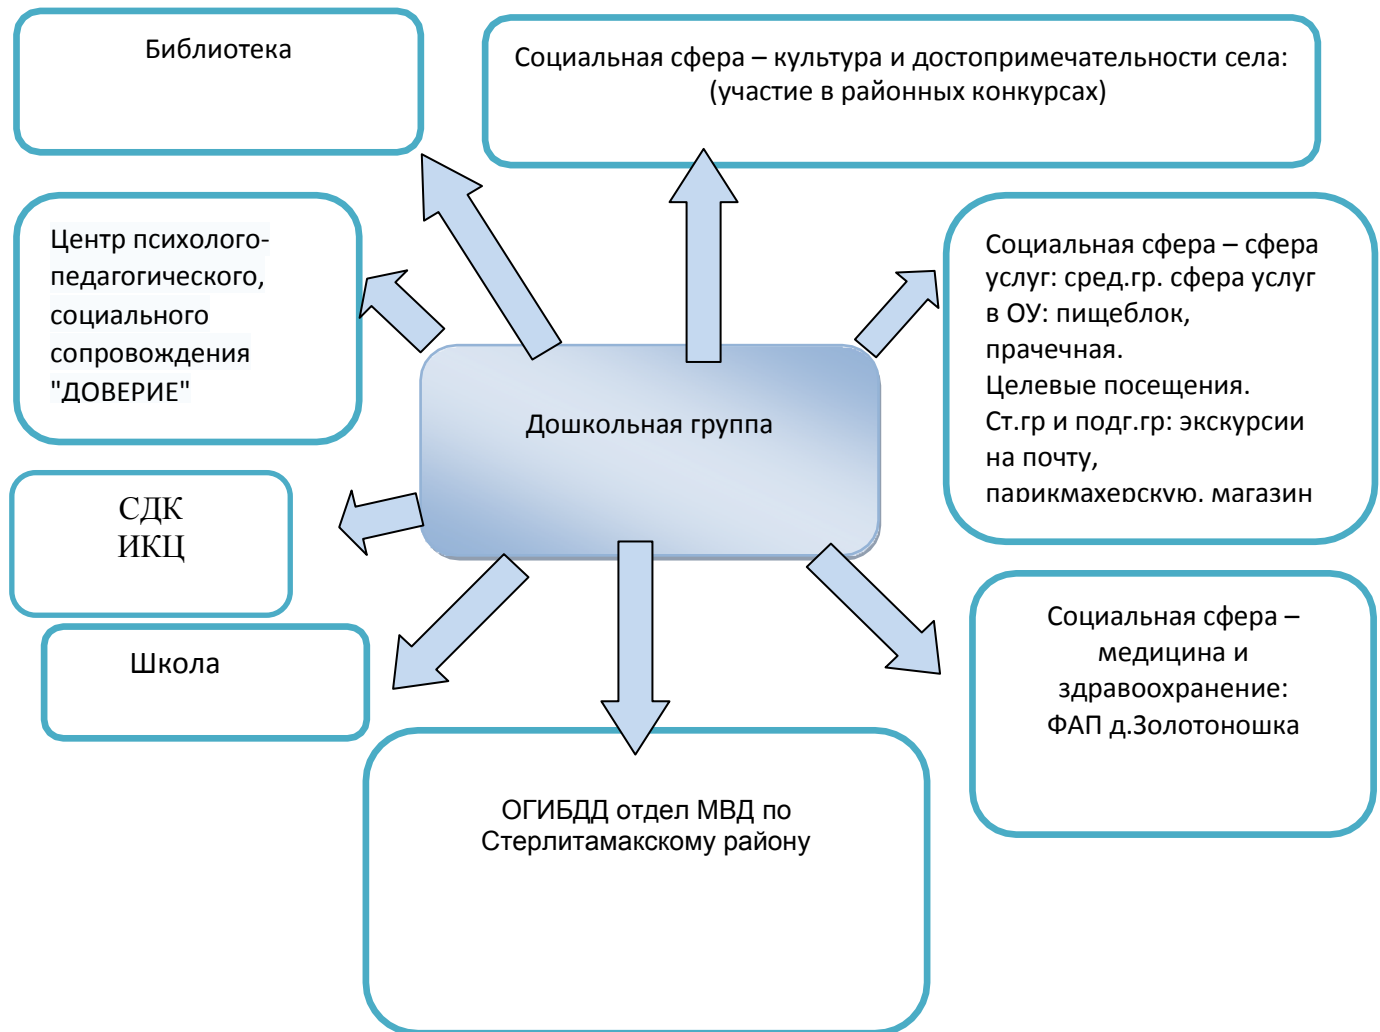 Библиотека
Социальная сфера – культура и достопримечательности села:
(участие в районных конкурсах)
Центр психолого-
педагогического,
социального
сопровождения
"ДОВЕРИЕ"
Социальная сфера – сфера
услуг: сред.гр. сфера услуг
в ОУ: пищеблок,
прачечная.
Целевые посещения.
Ст.гр и подг.гр: экскурсии
на почту,
парикмахерскую, магазин
Дошкольная группа
СДК
ИКЦ
Школа
Социальная сфера –
медицина и
здравоохранение:
ФАП д.Золотоношка
ОГИБДД отдел МВД по
Стерлитамакскому району